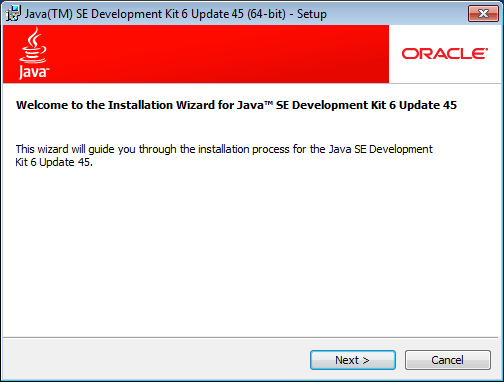 Java(TM) SE Development Kit 6 Update 45 (64-bit) - Setup
Java™
ORACLE®
Welcome to the Installation Wizard for Java™ SE Development Kit 6 Update 45
This wizard will guide you through the installation process for the Java SE Development
Kit 6 Update 45.
Next >
Cancel